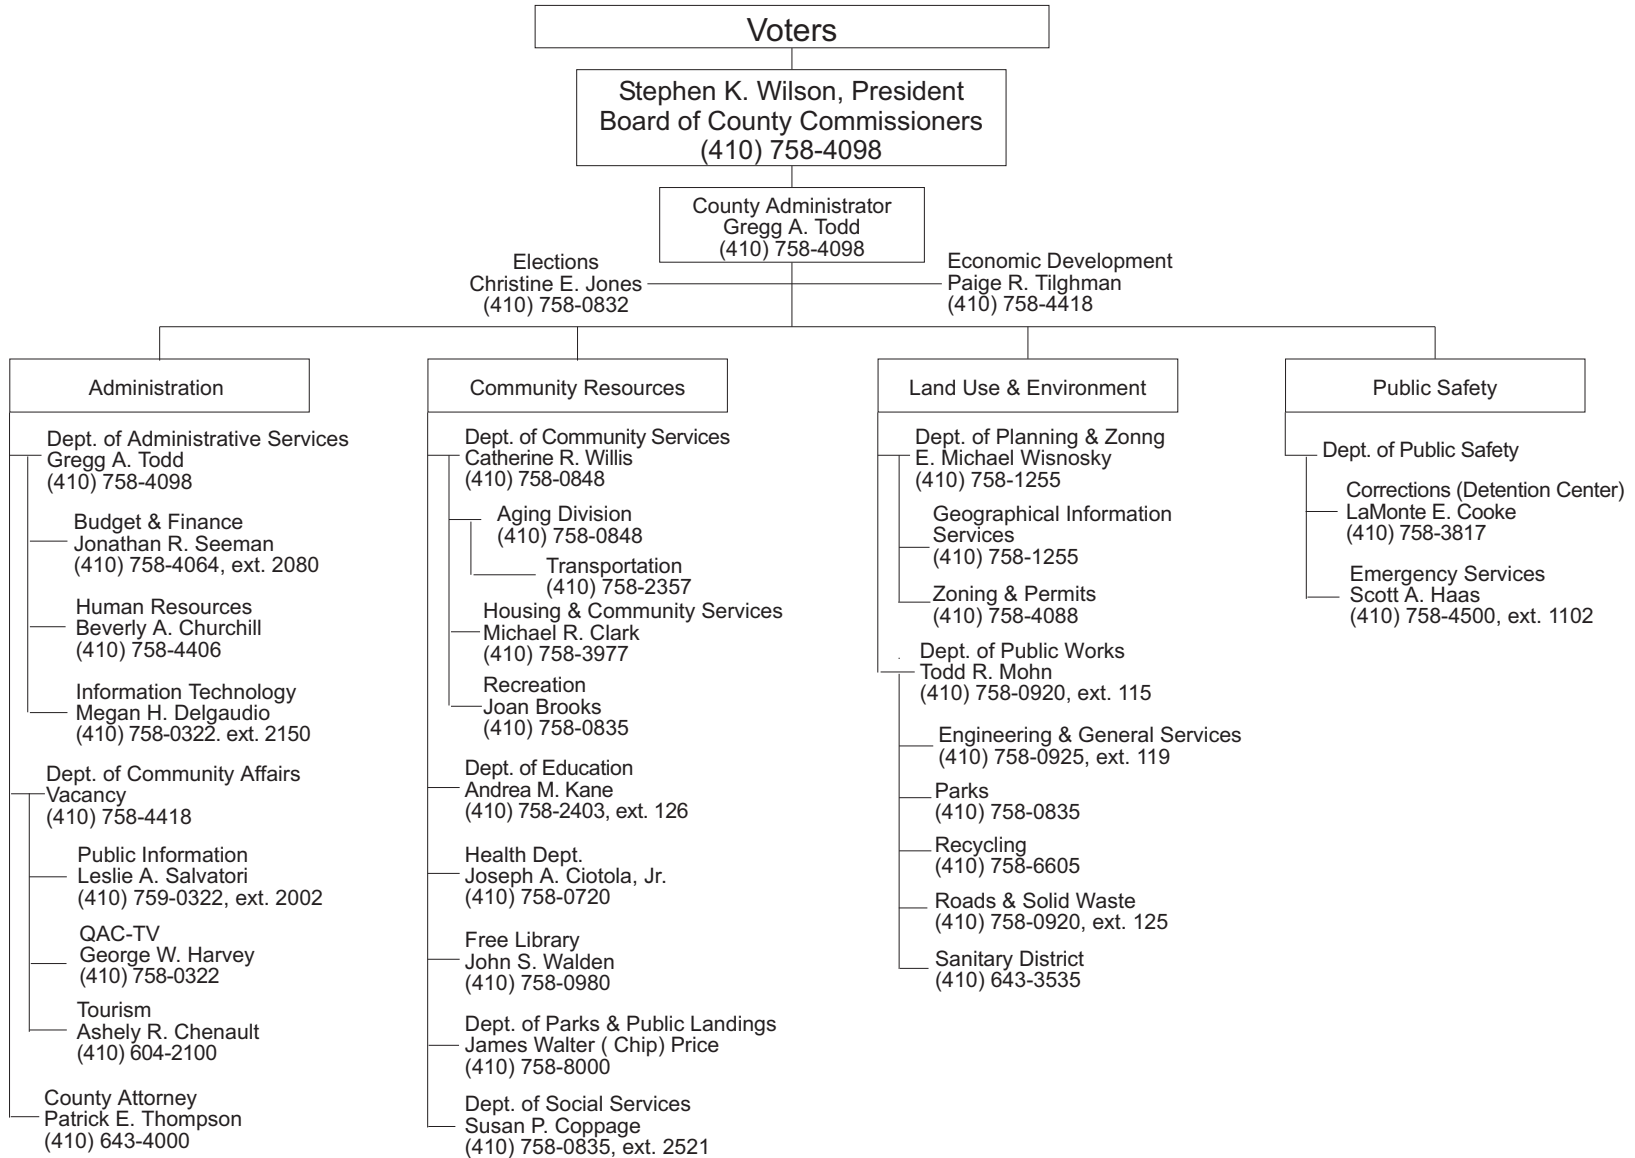 Voters
Stephen K. Wilson, President
Board of County Commissioners
(410) 758-4098
County Administrator
Gregg A. Todd
(410) 758-4098
Elections
Christine E. Jones
(410) 758-0832
Economic Development
Paige R. Tilghman
(410) 758-4418
Administration
Dept. of Administrative Services
Gregg A. Todd
(410) 758-4098
Budget & Finance
Jonathan R. Seeman
(410) 758-4064, ext. 2080
Human Resources
Beverly A. Churchill
(410) 758-4406
Information Technology
Megan H. Delgaudio
(410) 758-0322. ext. 2150
Dept. of Community Affairs
Vacancy
(410) 758-4418
Public Information
Leslie A. Salvatori
(410) 759-0322, ext. 2002
QAC-TV
George W. Harvey
(410) 758-0322
Tourism
Ashely R. Chenault
(410) 604-2100
County Attorney
Patrick E. Thompson
(410) 643-4000
Community Resources
Dept. of Community Services
Catherine R. Willis
(410) 758-0848
Aging Division
(410) 758-0848
Transportation
(410) 758-2357
Housing & Community Services
Michael R. Clark
(410) 758-3977
Recreation
Joan Brooks
(410) 758-0835
Dept. of Education
Andrea M. Kane
(410) 758-2403, ext. 126
Health Dept.
Joseph A. Ciotola, Jr.
(410) 758-0720
Free Library
John S. Walden
(410) 758-0980
Dept. of Parks & Public Landings
James Walter ( Chip) Price
(410) 758-8000
Dept. of Social Services
Susan P. Coppage
(410) 758-0835, ext. 2521
Land Use & Environment
Dept. of Planning & Zonng
E. Michael Wisnosky
(410) 758-1255
Geographical Information
Services
(410) 758-1255
Zoning & Permits
(410) 758-4088
Dept. of Public Works
Todd R. Mohn
(410) 758-0920, ext. 115
Engineering & General Services
(410) 758-0925, ext. 119
Parks
(410) 758-0835
Recycling
(410) 758-6605
Roads & Solid Waste
(410) 758-0920, ext. 125
Sanitary District
(410) 643-3535
Public Safety
Dept. of Public Safety
Corrections (Detention Center)
LaMonte E. Cooke
(410) 758-3817
Emergency Services
Scott A. Haas
(410) 758-4500, ext. 1102